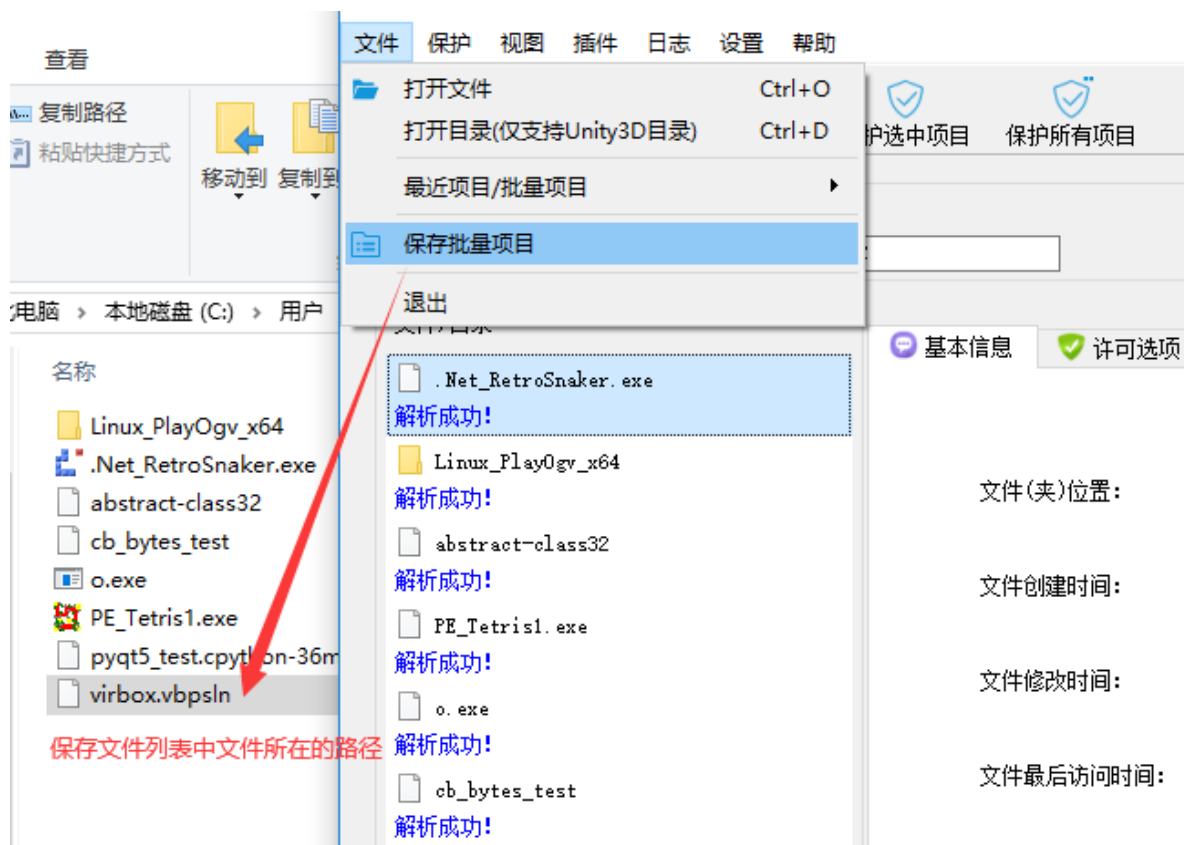 查看
复制路径
粘贴快捷方式
移动到 复制到
电脑 > 本地磁盘 (C:) > 用户
名称
Linux_PlayOgv_x64
.Net_RetroSnaker.exe
abstract-class32
cb_bytes_test
o.exe
PE_Tetris1.exe
pyqt5_test.cpython-36m
virbox.vbpsln
保存文件列表中文件所在的路径
文件 保护 视图 插件 日志 设置 帮助
打开文件 Ctrl+O
打开目录(仅支持Unity3D目录) Ctrl+D
最近项目/批量项目
保存批量项目
退出
护选中项目 保护所有项目
文件/目录
.Net_RetroSnaker.exe
解析成功!
Linux_PlayOgv_x64
解析成功!
abstract-class32
解析成功!
PE_Tetris1.exe
解析成功!
o.exe
解析成功!
cb_bytes_test
解析成功!
基本信息 许可选项
文件(夹)位置:
文件创建时间:
文件修改时间:
文件最后访问时间: